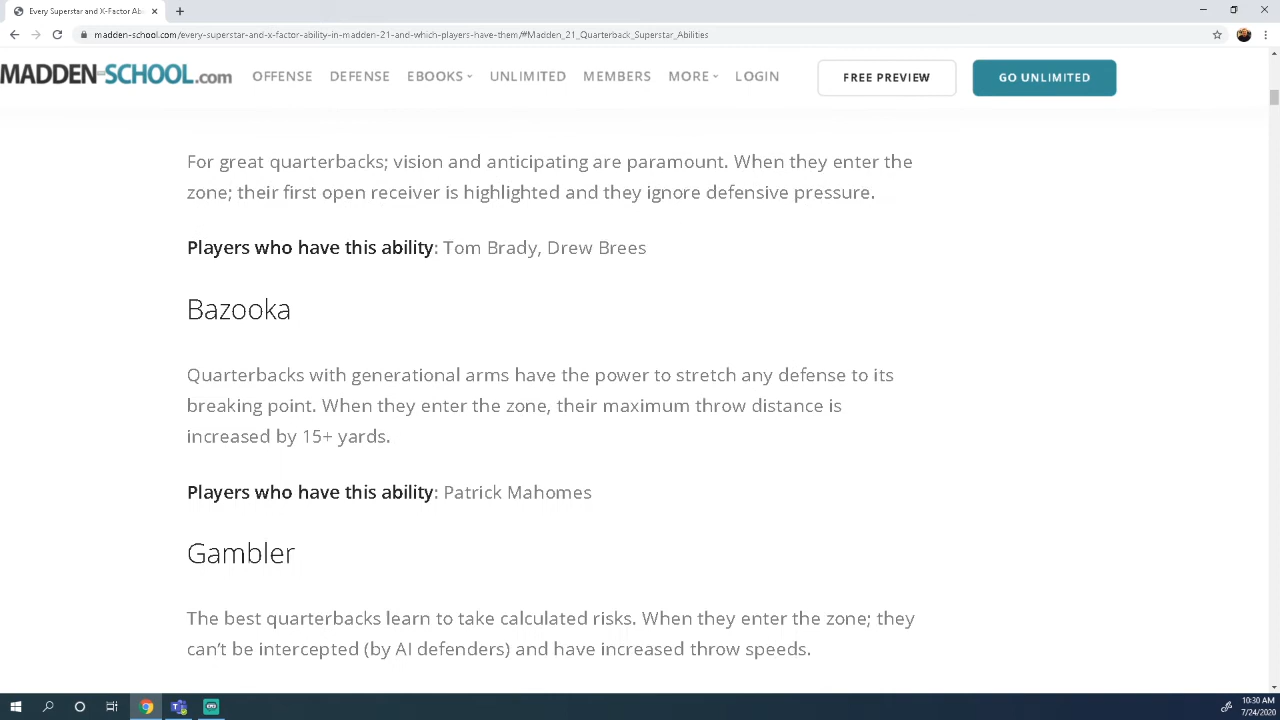 Every Superstar and X-Factor Abi
madden-school.com/every-superstar-and-x-factor-ability-in-madden-21-and-which-players-have-them/#Madden_21_Quarterback_Superstar_Abilities
MADDEN-SCHOOL.com OFFENSE DEFENSE EBOOKS UNLIMITED MEMBERS MORE LOGIN FREE PREVIEW GO UNLIMITED
For great quarterbacks; vision and anticipating are paramount. When they enter the
zone; their first open receiver is highlighted and they ignore defensive pressure.
Players who have this ability: Tom Brady, Drew Brees
Bazooka
Quarterbacks with generational arms have the power to stretch any defense to its
breaking point. When they enter the zone, their maximum throw distance is
increased by 15+ yards.
Players who have this ability: Patrick Mahomes
Gambler
The best quarterbacks learn to take calculated risks. When they enter the zone; they
can’t be intercepted (by AI defenders) and have increased throw speeds.
10:30 AM
7/24/2020